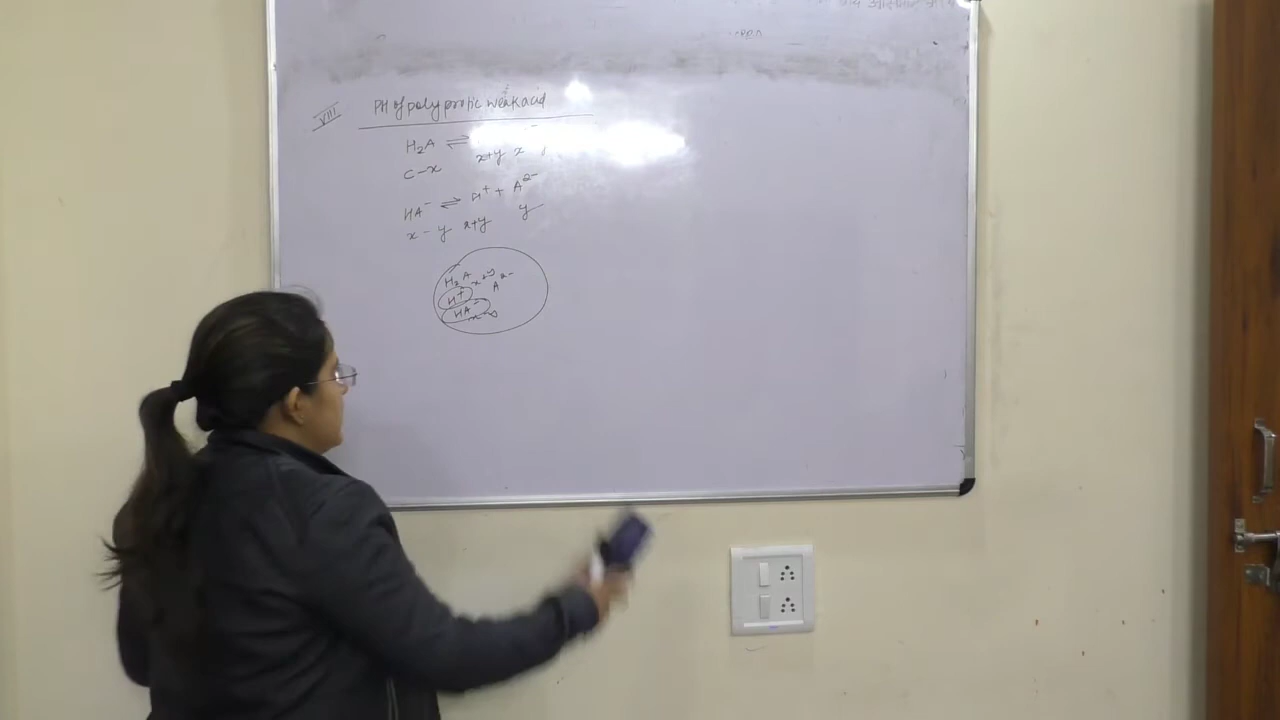 VIII PH of polyprotic weak acid
H₂A ⇌
C-x x+y x
HA⁻ ⇌ H⁺ + A²⁻
x-y x+y y
H₂A x+y A²⁻
H⁺
HA⁻ x-y